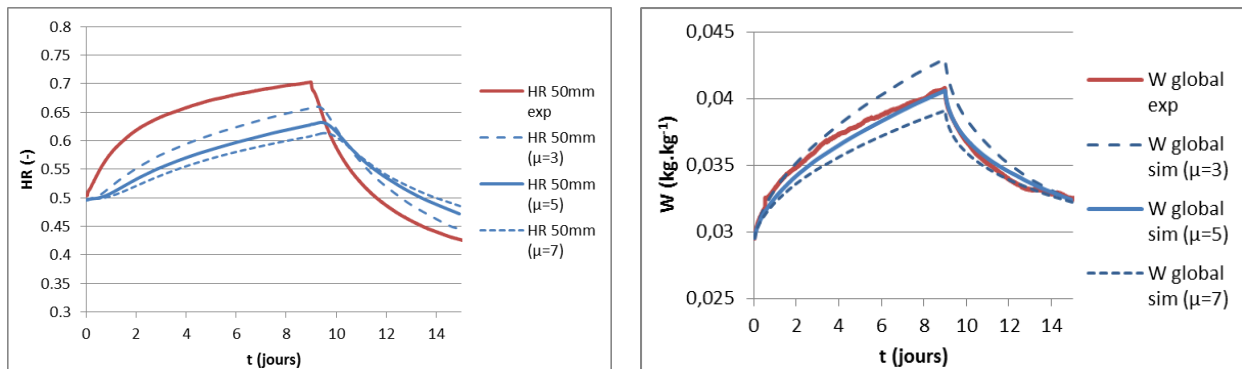 0.8
0.75
0.7
0.65
0.6
0.55
0.5
0.45
0.4
0.35
0.3
HR (-)
0
2
4
6
8
10
12
14
t (jours)
HR 50mm
exp
HR 50mm
(µ=3)
HR 50mm
(µ=5)
HR 50mm
(µ=7)
0,045
0,04
0,035
0,03
0,025
W (kg.kg⁻¹)
0
2
4
6
8
10
12
14
t (jours)
W global
exp
W global
sim (µ=3)
W global
sim (µ=5)
W global
sim (µ=7)